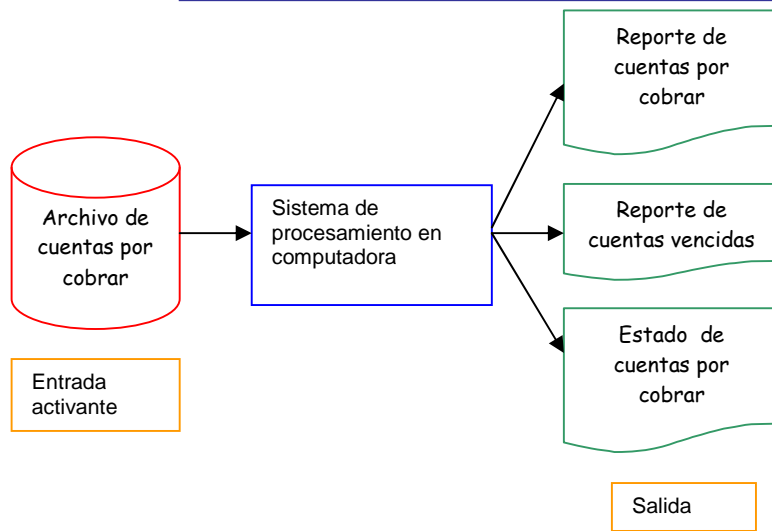 Reporte de
cuentas por
cobrar
Archivo de
cuentas por
cobrar
Sistema de
procesamiento en
computadora
Reporte de
cuentas vencidas
Estado de
cuentas por
cobrar
Entrada
activante
Salida